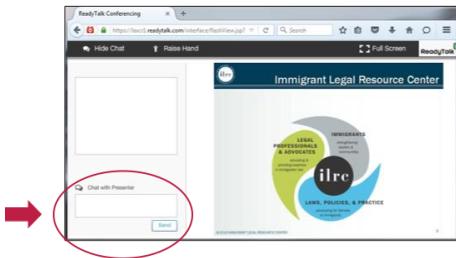 ReadyTalk Conferencing
https://lascc1.readytalk.com/interface/flashView.jsp?
Search
Hide Chat
Raise Hand
Full Screen
ReadyTalk
ilrc
Immigrant Legal Resource Center
LEGAL
PROFESSIONALS
& ADVOCATES
IMMIGRANTS
ilrc
LAWS, POLICIES, & PRACTICE
Chat with Presenter
Send